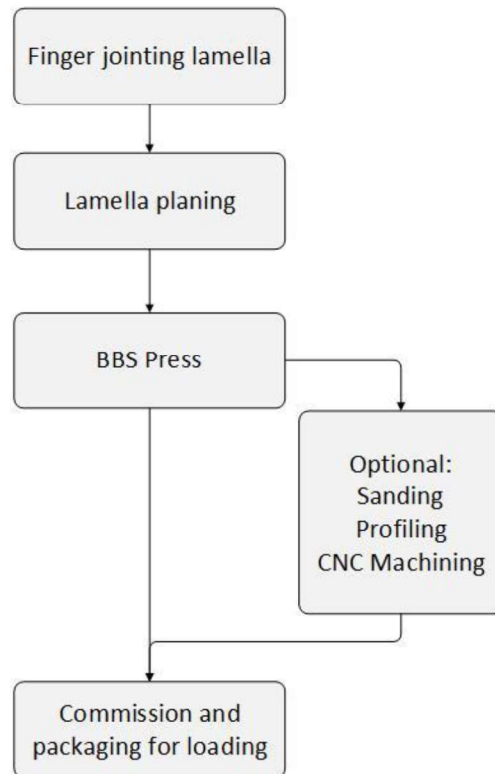 Finger jointing lamella
Lamella planing
BBS Press
Optional:
Sanding
Profiling
CNC Machining
Commission and
packaging for loading